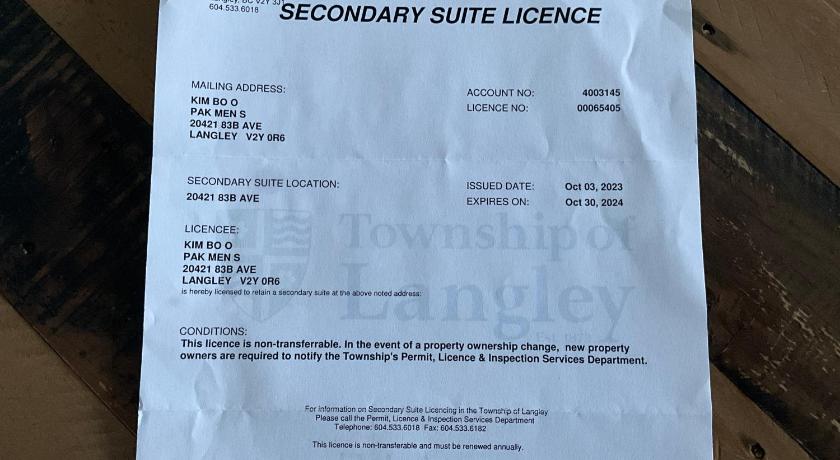 604.533.6018
SECONDARY SUITE LICENCE
MAILING ADDRESS:
KIM BO O
PAK MEN S
20421 83B AVE
LANGLEY V2Y 0R6
ACCOUNT NO: 4003145
LICENCE NO: 00065405
SECONDARY SUITE LOCATION:
20421 83B AVE
ISSUED DATE: Oct 03, 2023
EXPIRES ON: Oct 30, 2024
Township of
Langley
LICENCEE:
KIM BO O
PAK MEN S
20421 83B AVE
LANGLEY V2Y 0R6
is hereby licensed to retain a secondary suite at the above noted address:
CONDITIONS:
This licence is non-transferrable. In the event of a property ownership change, new property
owners are required to notify the Township's Permit, Licence & Inspection Services Department.
For Information on Secondary Suite Licencing in the Township of Langley
Please call the Permit, Licence & Inspection Services Department
Telephone: 604.533.6018 Fax: 604.533.6182
This licence is non-transferable and must be renewed annually.